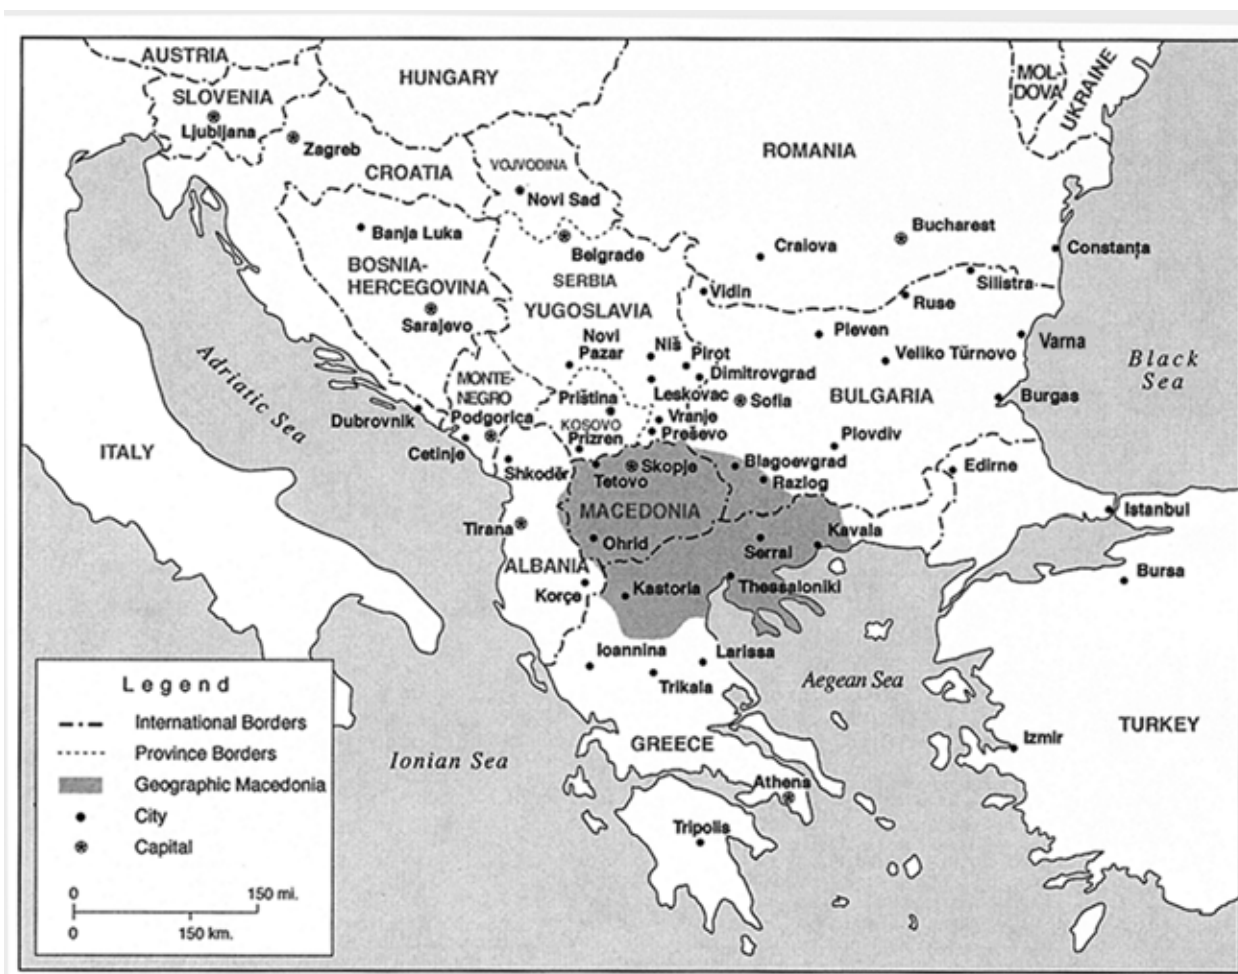 AUSTRIA
HUNGARY
MOL-
DOVA
UKRAINE
SLOVENIA
Ljubljana
Zagreb
CROATIA
VOJVODINA
Novi Sad
ROMANIA
Banja Luka
Belgrade
Craiova
Bucharest
Constanţa
BOSNIA-
HERCEGOVINA
SERBIA
Silistra
Vidin
Ruse
Sarajevo
YUGOSLAVIA
Novi
Pazar
Niš
Pirot
Pleven
Varna
Veliko Tŭrnovo
Black
Sea
Adriatic Sea
MONTE-
NEGRO
Dimitrovgrad
Leskovac
Priština
Sofia
BULGARIA
Burgas
Dubrovnik
Podgorica
KOSOVO
Vranje
Preševo
Plovdiv
ITALY
Cetinje
Prizren
Shkodër
Tetovo
Skopje
Blagoevgrad
Razlog
Edirne
MACEDONIA
Istanbul
Tirana
Ohrid
Serrai
Kavala
ALBANIA
Korçe
Kastoria
Thessaloniki
Bursa
Ioannina
Larissa
Trikala
Aegean Sea
Legend
International Borders
Province Borders
Geographic Macedonia
City
Capital
0
150 mi.
0
150 km.
Ionian Sea
GREECE
Athens
Tripolis
Izmir
TURKEY